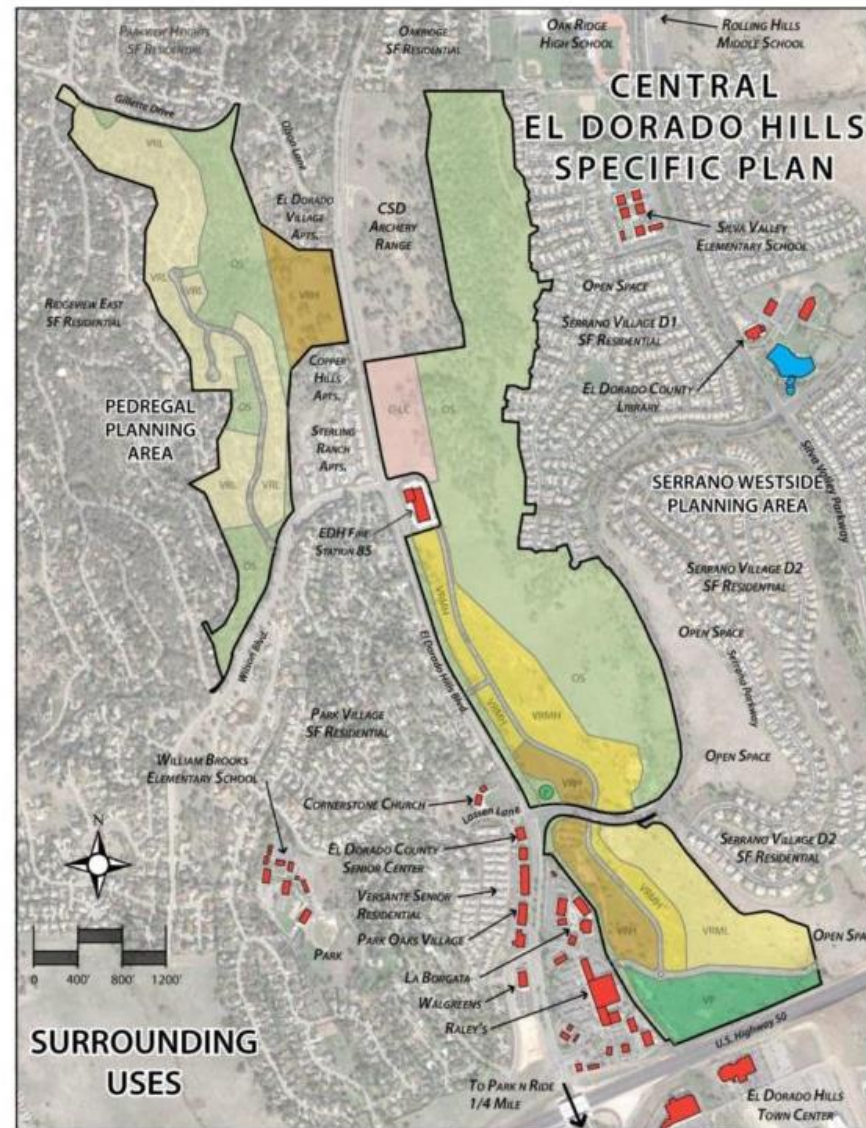 PARKVIEW HEIGHTS
SF RESIDENTIAL
OAKRIDGE
SF RESIDENTIAL
OAK RIDGE
HIGH SCHOOL
ROLLING HILLS
MIDDLE SCHOOL
CENTRAL
EL DORADO HILLS
SPECIFIC PLAN
Gillette Drive
Olson Lane
VRL
EL DORADO
VILLAGE
APTS.
CSD
ARCHERY
RANGE
SILVA VALLEY
ELEMENTARY SCHOOL
OS
VRH
VRL
VRL
OPEN SPACE
RIDGEVIEW EAST
SF RESIDENTIAL
SERRANO VILLAGE D1
SF RESIDENTIAL
COPPER
HILLS
APTS.
EL DORADO COUNTY
LIBRARY
PEDREGAL
PLANNING
AREA
OS
OS
STERLING
RANCH
APTS.
Silva Valley Parkway
VRL
VRL
SERRANO WESTSIDE
PLANNING AREA
EDH FIRE
STATION 85
OS
SERRANO VILLAGE D2
SF RESIDENTIAL
VRMH
OPEN SPACE
Wilson Blvd.
El Dorado Hills Blvd.
OS
Serrano Parkway
PARK VILLAGE
SF RESIDENTIAL
VRMH
VRMH
WILLIAM BROOKS
ELEMENTARY SCHOOL
OPEN SPACE
VRH
P
CORNERSTONE CHURCH
Lassen Lane
N
EL DORADO COUNTY
SENIOR CENTER
SERRANO VILLAGE D2
SF RESIDENTIAL
VERSANTE SENIOR
RESIDENTIAL
VRMH
VRH
VRML
PARK OAKS VILLAGE
OPEN SPA
PARK
0 400' 800' 1200'
LA BORGATA
WALGREENS
VP
RALEY'S
U.S. Highway 50
SURROUNDING
USES
TO PARK N RIDE
1/4 MILE
EL DORADO HILLS
TOWN CENTER